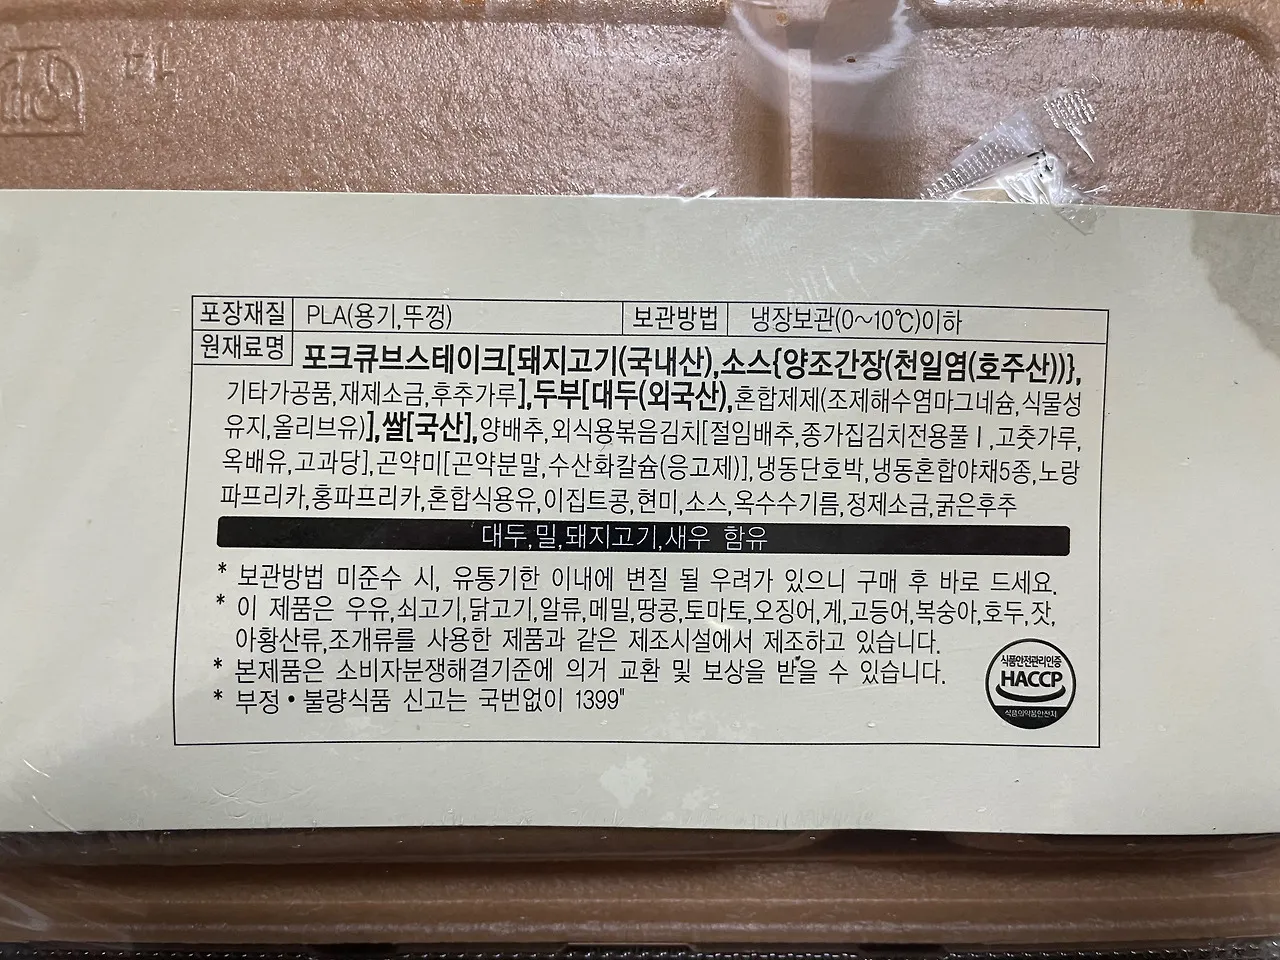 포장재질 PLA(용기,뚜껑) 보관방법 냉장보관(0~10℃)이하
원재료명 포크큐브스테이크[돼지고기(국내산),소스{양조간장(천일염(호주산))},
기타가공품,재제소금,후추가루],두부[대두(외국산),혼합제제(조제해수염마그네슘,식물성
유지,올리브유)],쌀[국산],양배추,외식용볶음김치[절임배추,종가집김치전용풀Ⅰ,고춧가루,
옥배유,고과당],곤약미[곤약분말,수산화칼슘(응고제)],냉동단호박,냉동혼합야채5종,노랑
파프리카,홍파프리카,혼합식용유,이집트콩,현미,소스,옥수수기름,정제소금,굵은후추
대두,밀,돼지고기,새우 함유
* 보관방법 미준수 시, 유통기한 이내에 변질 될 우려가 있으니 구매 후 바로 드세요.
* 이 제품은 우유,쇠고기,닭고기,알류,메밀,땅콩,토마토,오징어,게,고등어,복숭아,호두,잣,
아황산류,조개류를 사용한 제품과 같은 제조시설에서 제조하고 있습니다.
* 본제품은 소비자분쟁해결기준에 의거 교환 및 보상을 받을 수 있습니다.
* 부정•불량식품 신고는 국번없이 1399"
식품안전관리인증
HACCP
식품의약품안전처